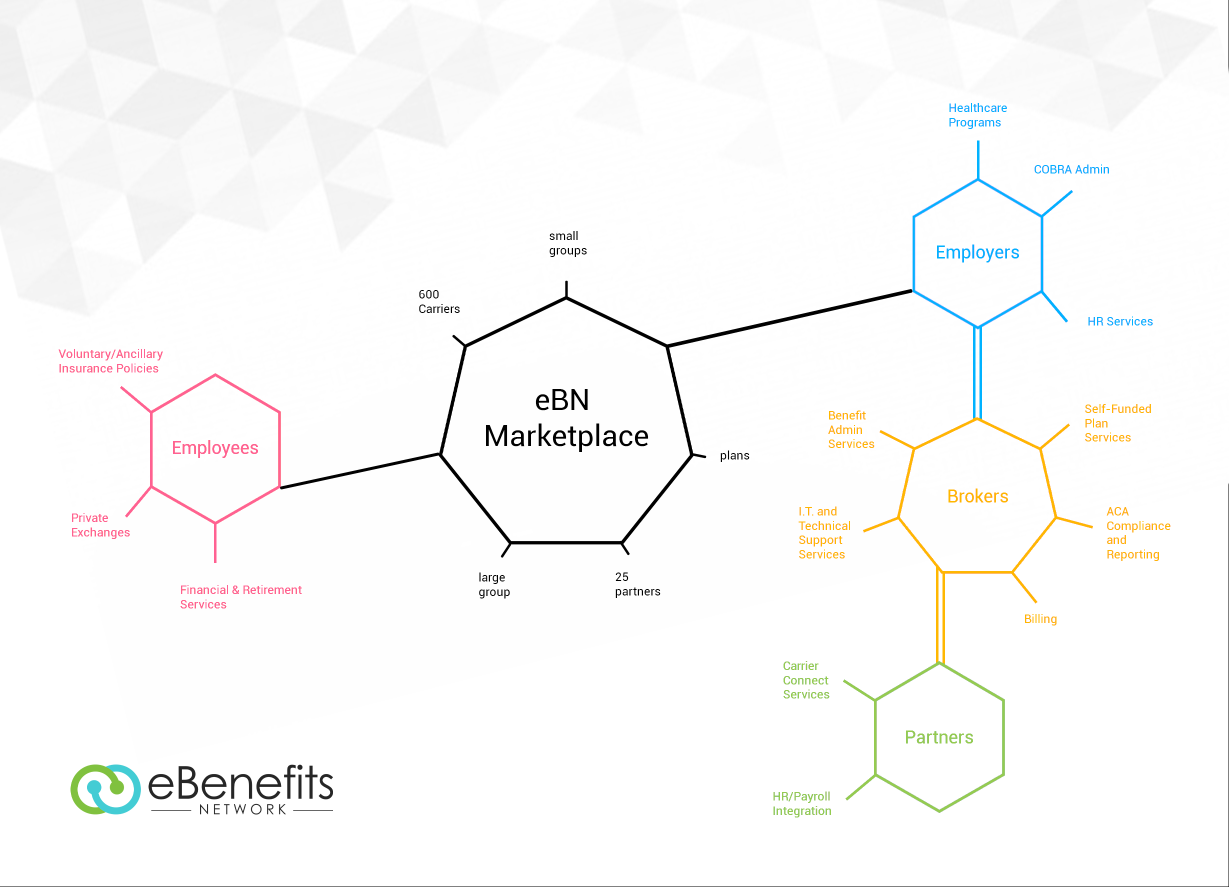 Healthcare
Programs
COBRA Admin
Employers
HR Services
small
groups
600
Carriers
eBN
Marketplace
plans
large
group
25
partners
Voluntary/Ancillary
Insurance Policies
Employees
Private
Exchanges
Financial & Retirement
Services
Benefit
Admin
Services
Self-Funded
Plan
Services
Brokers
I.T. and
Technical
Support
Services
ACA
Compliance
and
Reporting
Billing
Carrier
Connect
Services
Partners
HR/Payroll
Integration
eBenefits
NETWORK